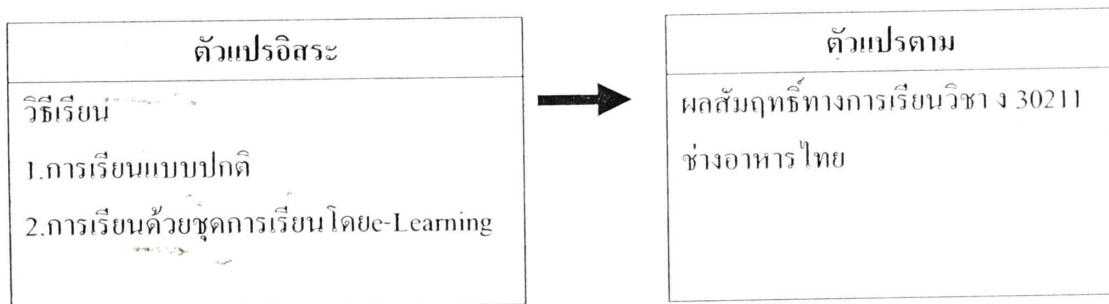 ตัวแปรอิสระ
วิธีเรียน
1.การเรียนแบบปกติ
2.การเรียนด้วยชุดการเรียนโดยe-Learning
ตัวแปรตาม
ผลสัมฤทธิ์ทางการเรียนวิชา ง 30211
ช่างอาหารไทย